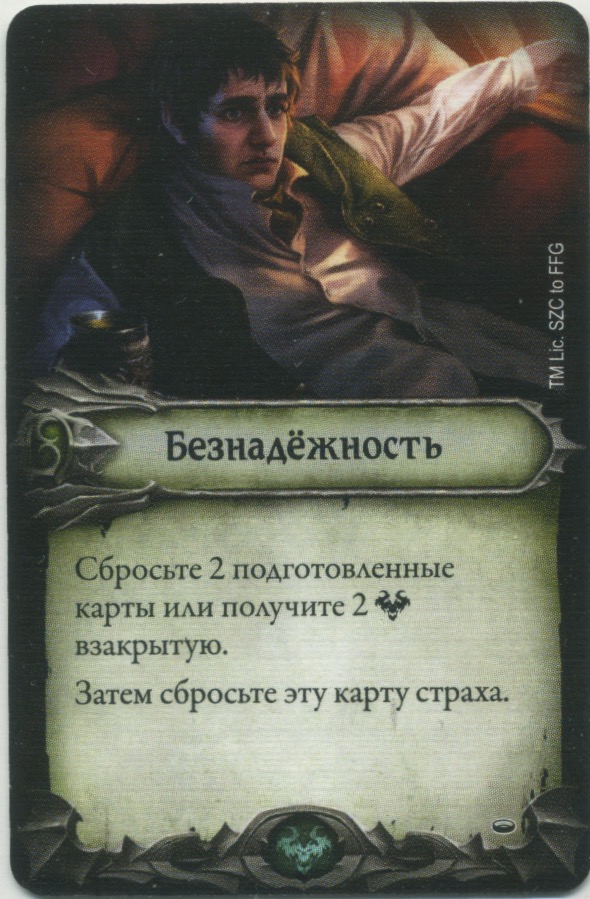 TM Lic. SZC to FFG
Безнадёжность
Сбросьте 2 подготовленные
карты или получите 2
взакрытую.
Затем сбросьте эту карту страха.